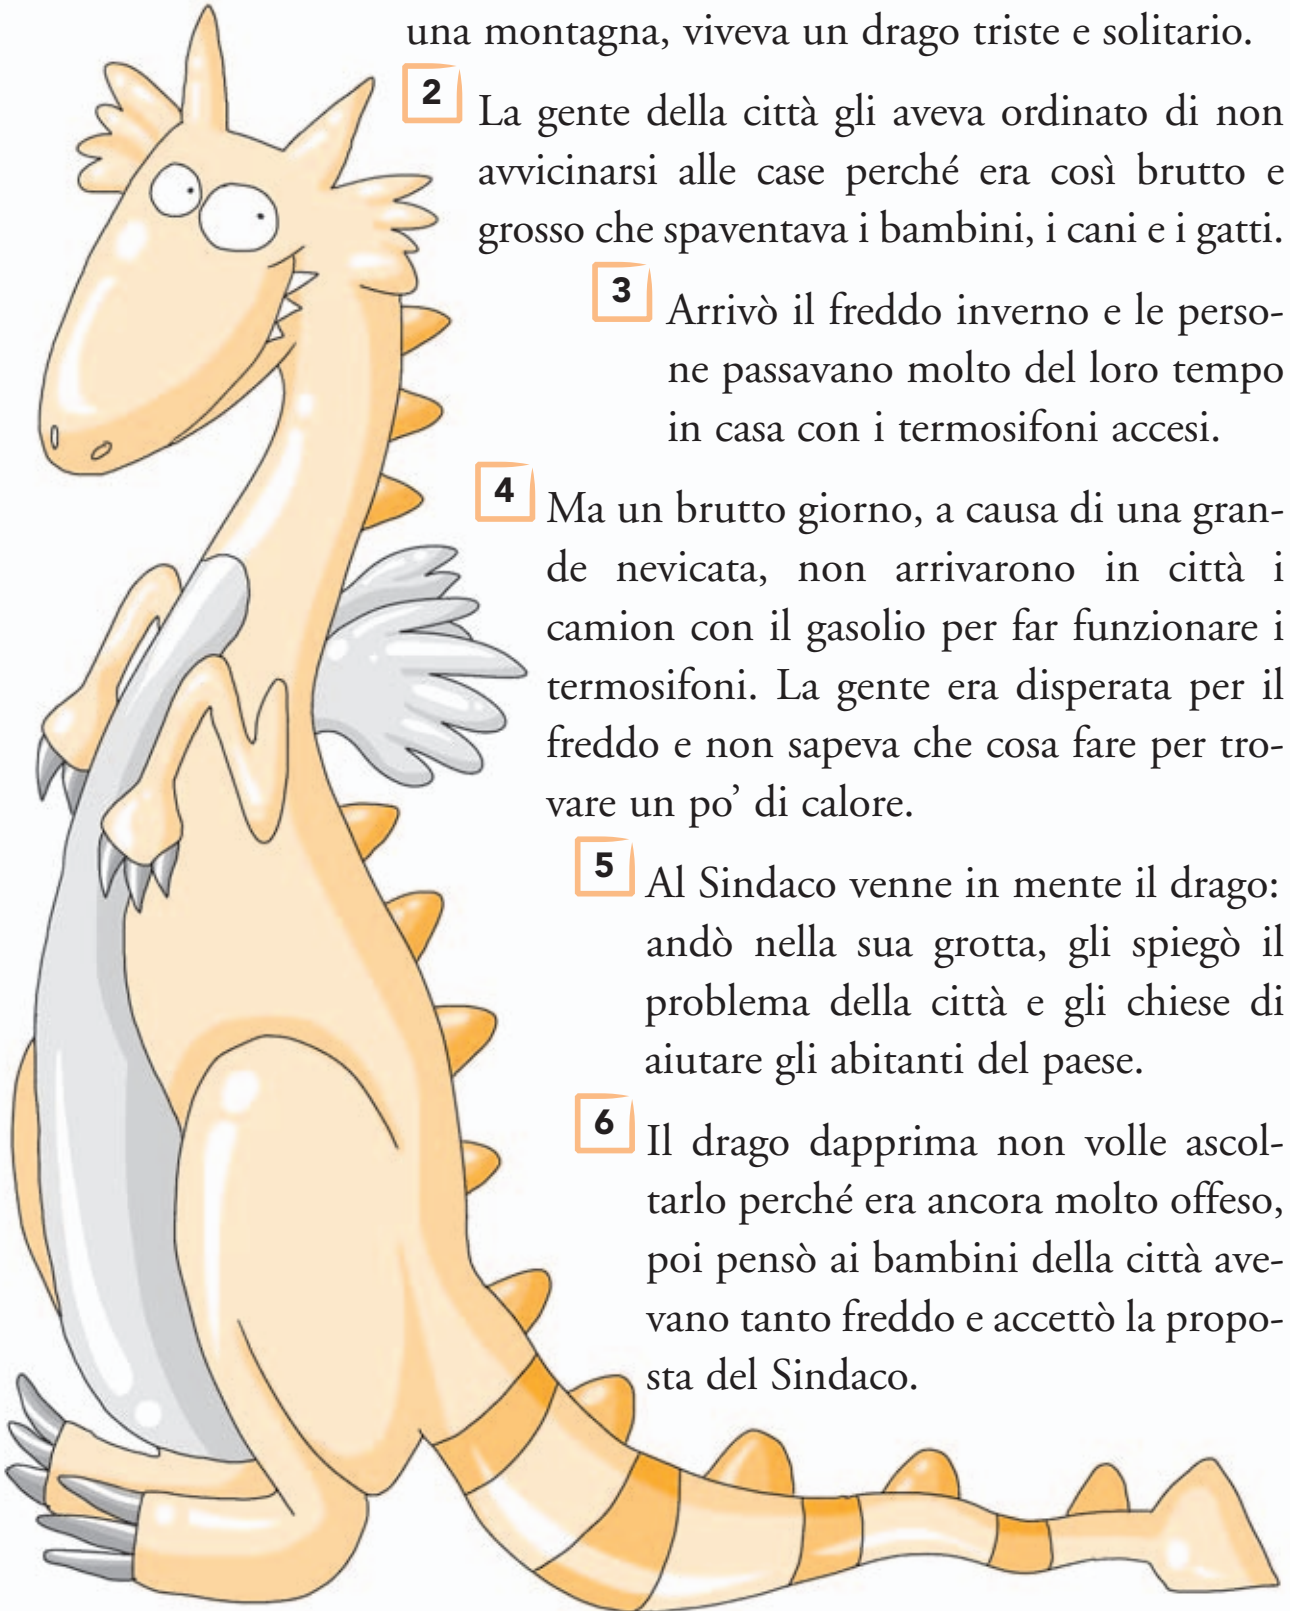 una montagna, viveva un drago triste e solitario.
2
La gente della città gli aveva ordinato di non
avvicinarsi alle case perché era così brutto e
grosso che spaventava i bambini, i cani e i gatti.
3
Arrivò il freddo inverno e le perso-
ne passavano molto del loro tempo
in casa con i termosifoni accesi.
4
Ma un brutto giorno, a causa di una gran-
de nevicata, non arrivarono in città i
camion con il gasolio per far funzionare i
termosifoni. La gente era disperata per il
freddo e non sapeva che cosa fare per tro-
vare un po’ di calore.
5
Al Sindaco venne in mente il drago:
andò nella sua grotta, gli spiegò il
problema della città e gli chiese di
aiutare gli abitanti del paese.
6
Il drago dapprima non volle ascol-
tarlo perché era ancora molto offeso,
poi pensò ai bambini della città ave-
vano tanto freddo e accettò la propo-
sta del Sindaco.